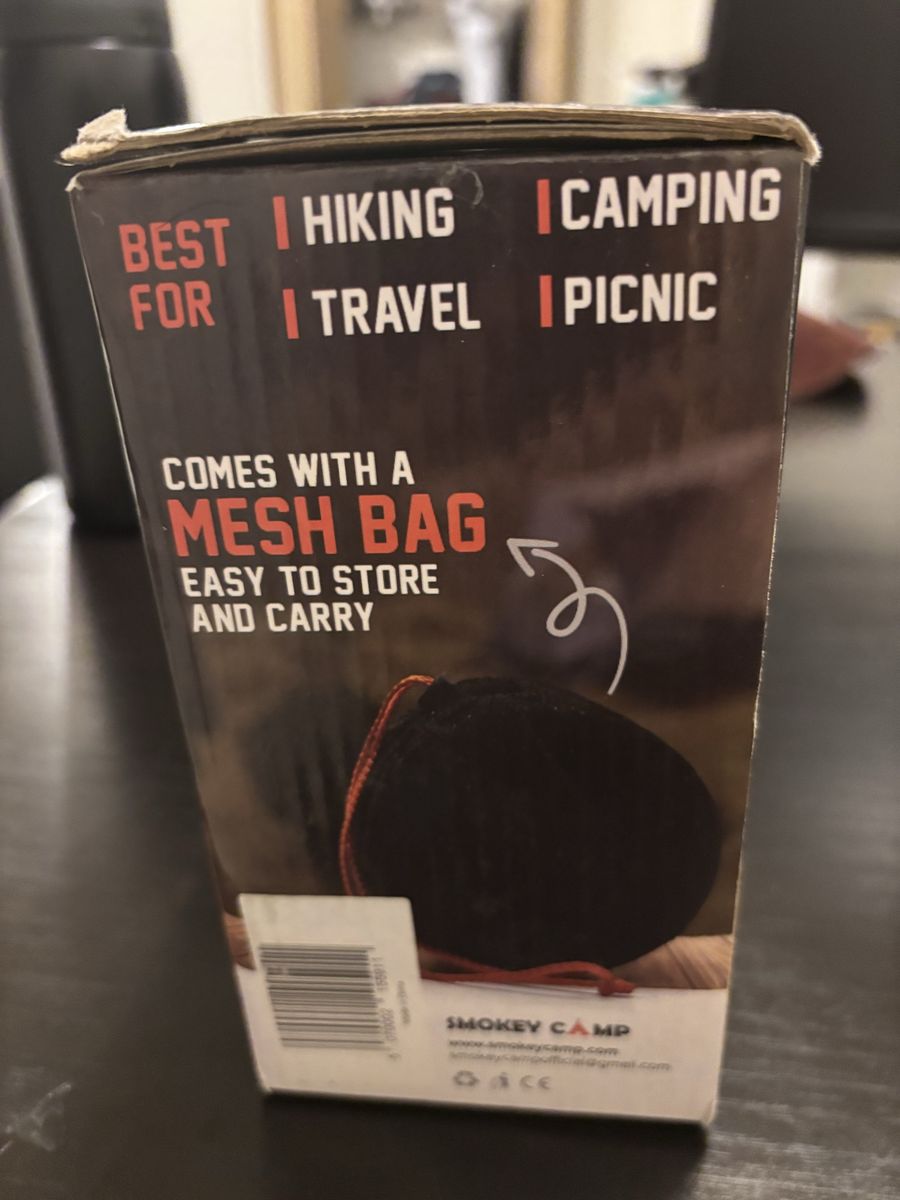 BEST
FOR
HIKING
CAMPING
TRAVEL
PICNIC
COMES WITH A
MESH BAG
EASY TO STORE
AND CARRY
SMOKEY CAMP
www.smokeycamp.com
smokeycampofficial@gmail.com
CE